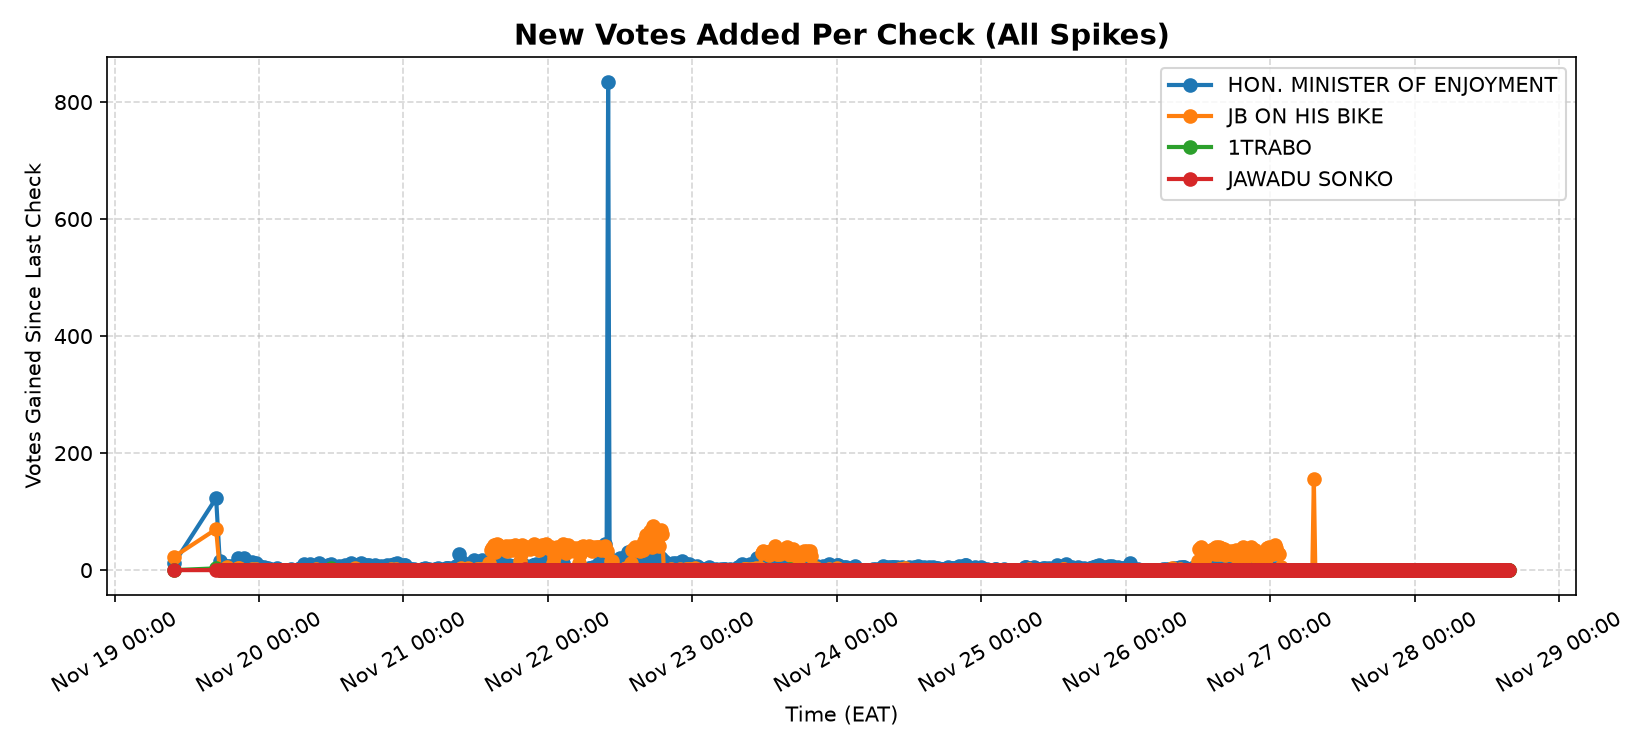 New Votes Added Per Check (All Spikes)
HON. MINISTER OF ENJOYMENT
JB ON HIS BIKE
1TRABO
JAWADU SONKO
Votes Gained Since Last Check
800
600
400
200
0
Nov 19 00:00
Nov 20 00:00
Nov 21 00:00
Nov 22 00:00
Nov 23 00:00
Nov 24 00:00
Nov 25 00:00
Nov 26 00:00
Nov 27 00:00
Nov 28 00:00
Nov 29 00:00
Time (EAT)